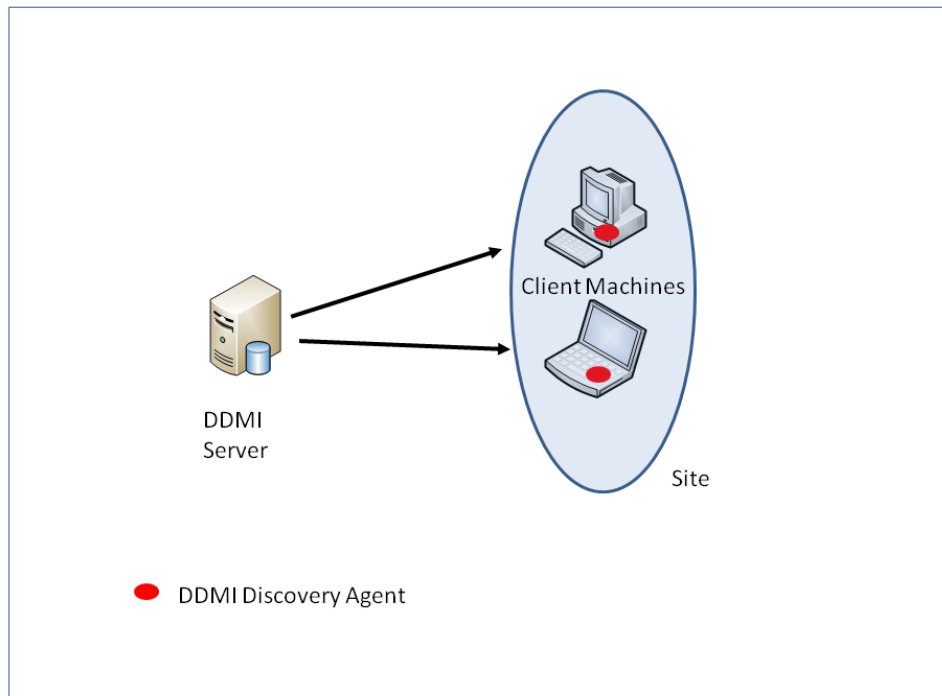 Client Machines
DDMI
Server
Site
DDMI Discovery Agent